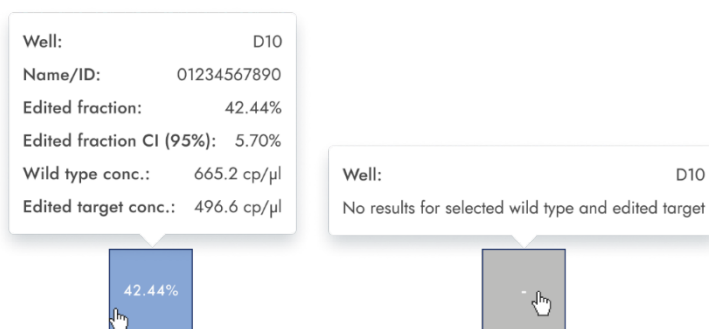 Well: D10
Name/ID: 01234567890
Edited fraction: 42.44%
Edited fraction CI (95%): 5.70%
Wild type conc.: 665.2 cp/µl
Edited target conc.: 496.6 cp/µl
42.44%
Well: D10
No results for selected wild type and edited target
-